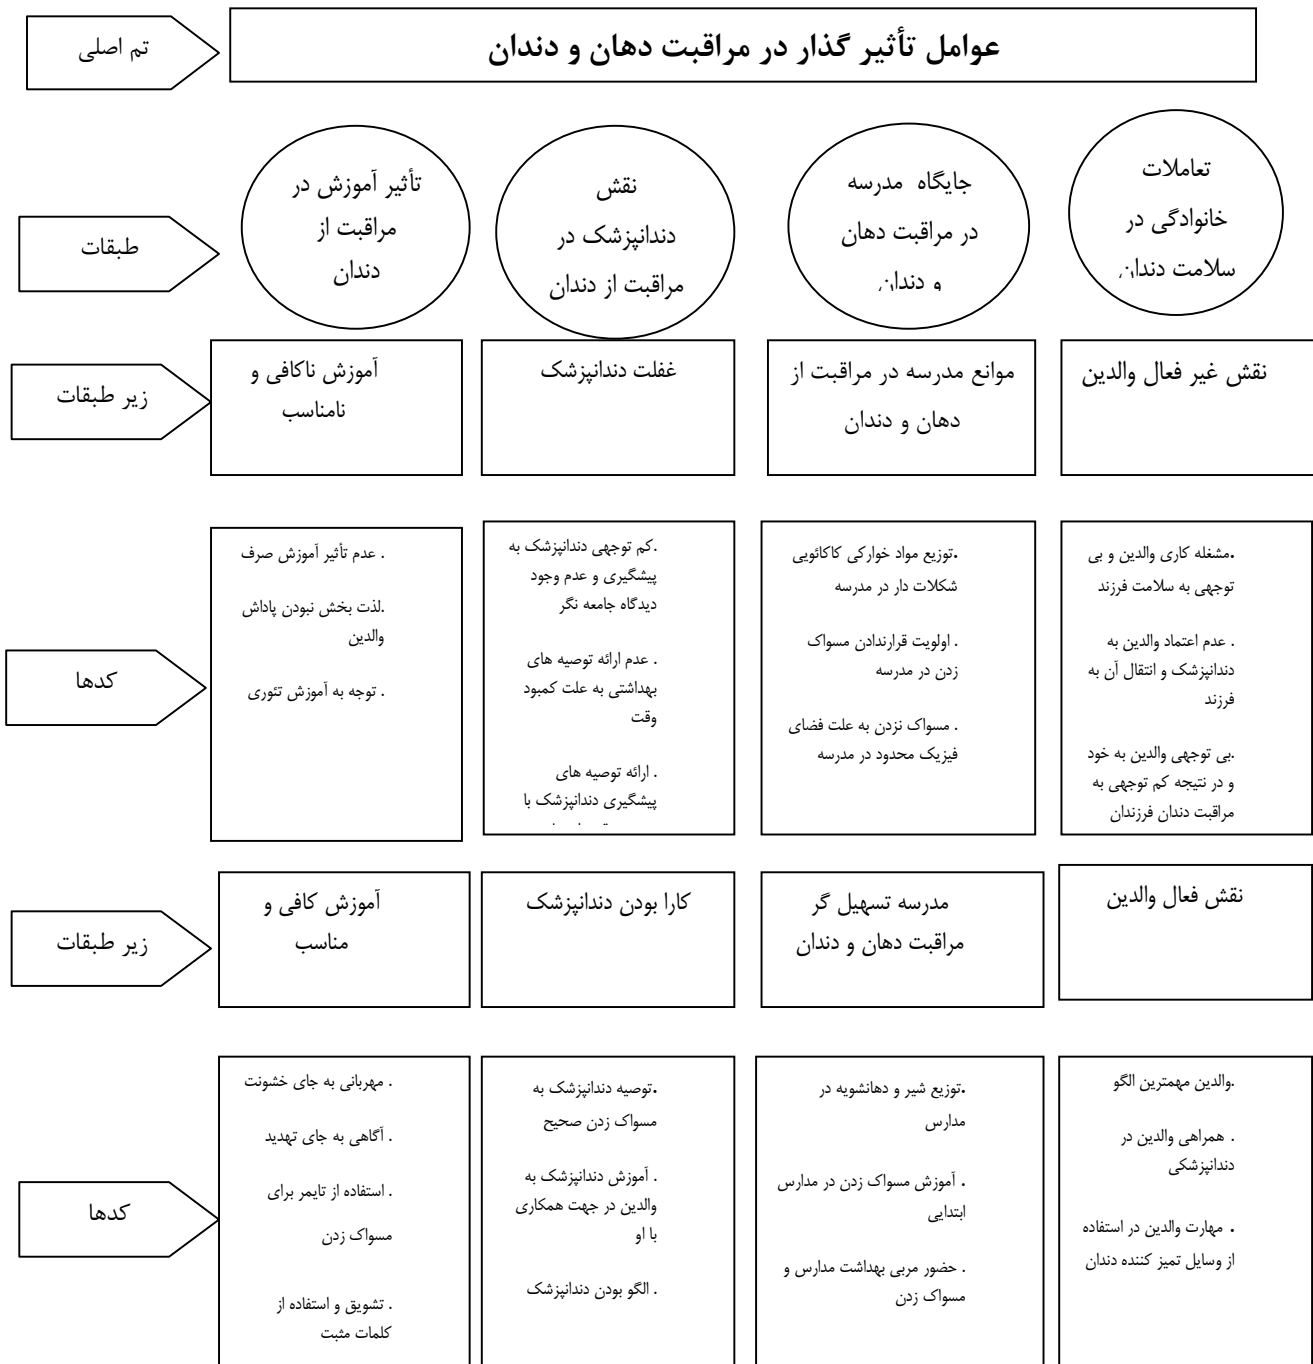 تم اصلی
عوامل تأثیر گذار در مراقبت دهان و دندان
طبقات
تعاملات
خانوادگی در
سلامت دندان
جایگاه مدرسه
در مراقبت دهان
و دندان
نقش
دندانپزشک در
مراقبت از دندان
تأثیر آموزش در
مراقبت از
دندان
زیر طبقات
نقش غیر فعال والدین
موانع مدرسه در مراقبت از
دهان و دندان
غفلت دندانپزشک
آموزش ناکافی و
نامناسب
کدها
.مشغله کاری والدین و بی
توجهی به سلامت فرزند
. عدم اعتماد والدین به
دندانپزشک و انتقال آن به
فرزند
.بی توجهی والدین به خود
و در نتیجه کم توجهی به
مراقبت دندان فرزندان
.توزیع مواد خوارکی کاکائویی
شکلات دار در مدرسه
. اولویت قرارندادن مسواک
زدن در مدرسه
. مسواک نزدن به علت فضای
فیزیک محدود در مدرسه
.کم توجهی دندانپزشک به
پیشگیری و عدم وجود
دیدگاه جامعه نگر
. عدم ارائه توصیه های
بهداشتی به علت کمبود
وقت
. ارائه توصیه های
پیشگیری دندانپزشک با
. عدم تأثیر آموزش صرف
.لذت بخش نبودن پاداش
والدین
. توجه به آموزش تئوری
زیر طبقات
نقش فعال والدین
مدرسه تسهیل گر
مراقبت دهان و دندان
کارا بودن دندانپزشک
آموزش کافی و
مناسب
کدها
.والدین مهمترین الگو
. همراهی والدین در
دندانپزشکی
. مهارت والدین در استفاده
از وسایل تمیز کننده دندان
.توزیع شیر و دهانشویه در
مدارس
. آموزش مسواک زدن در مدارس
ابتدایی
. حضور مربی بهداشت مدارس و
مسواک زدن
.توصیه دندانپزشک به
مسواک زدن صحیح
. آموزش دندانپزشک به
والدین در جهت همکاری
با او
. الگو بودن دندانپزشک
. مهربانی به جای خشونت
. آگاهی به جای تهدید
. استفاده از تایمر برای
مسواک زدن
. تشویق و استفاده از
کلمات مثبت